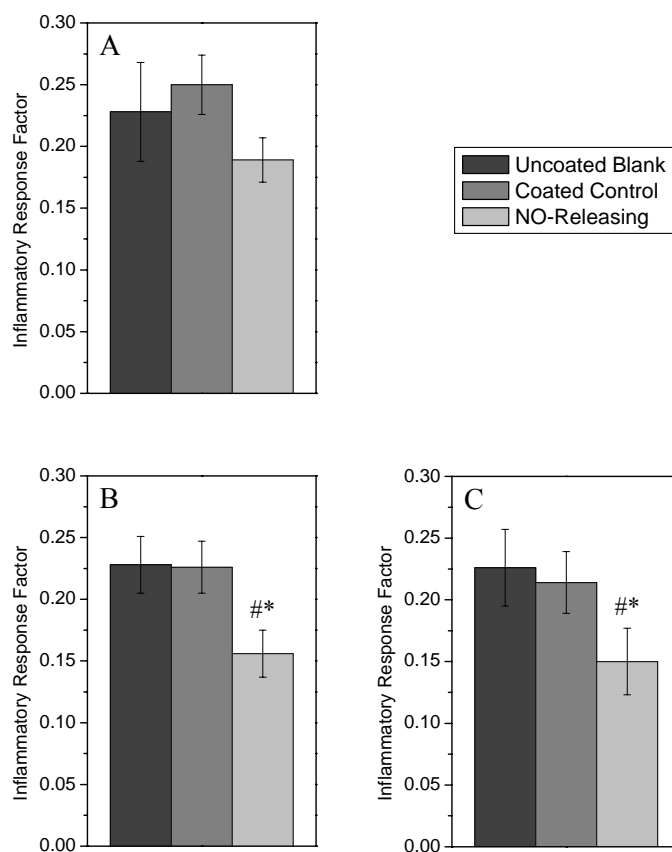 A
0.30
0.25
0.20
0.15
0.10
0.05
0.00
Inflammatory Response Factor
Uncoated Blank
Coated Control
NO-Releasing
B
0.30
0.25
0.20
0.15
0.10
0.05
0.00
Inflammatory Response Factor
#*
C
0.30
0.25
0.20
0.15
0.10
0.05
0.00
Inflammatory Response Factor
#*